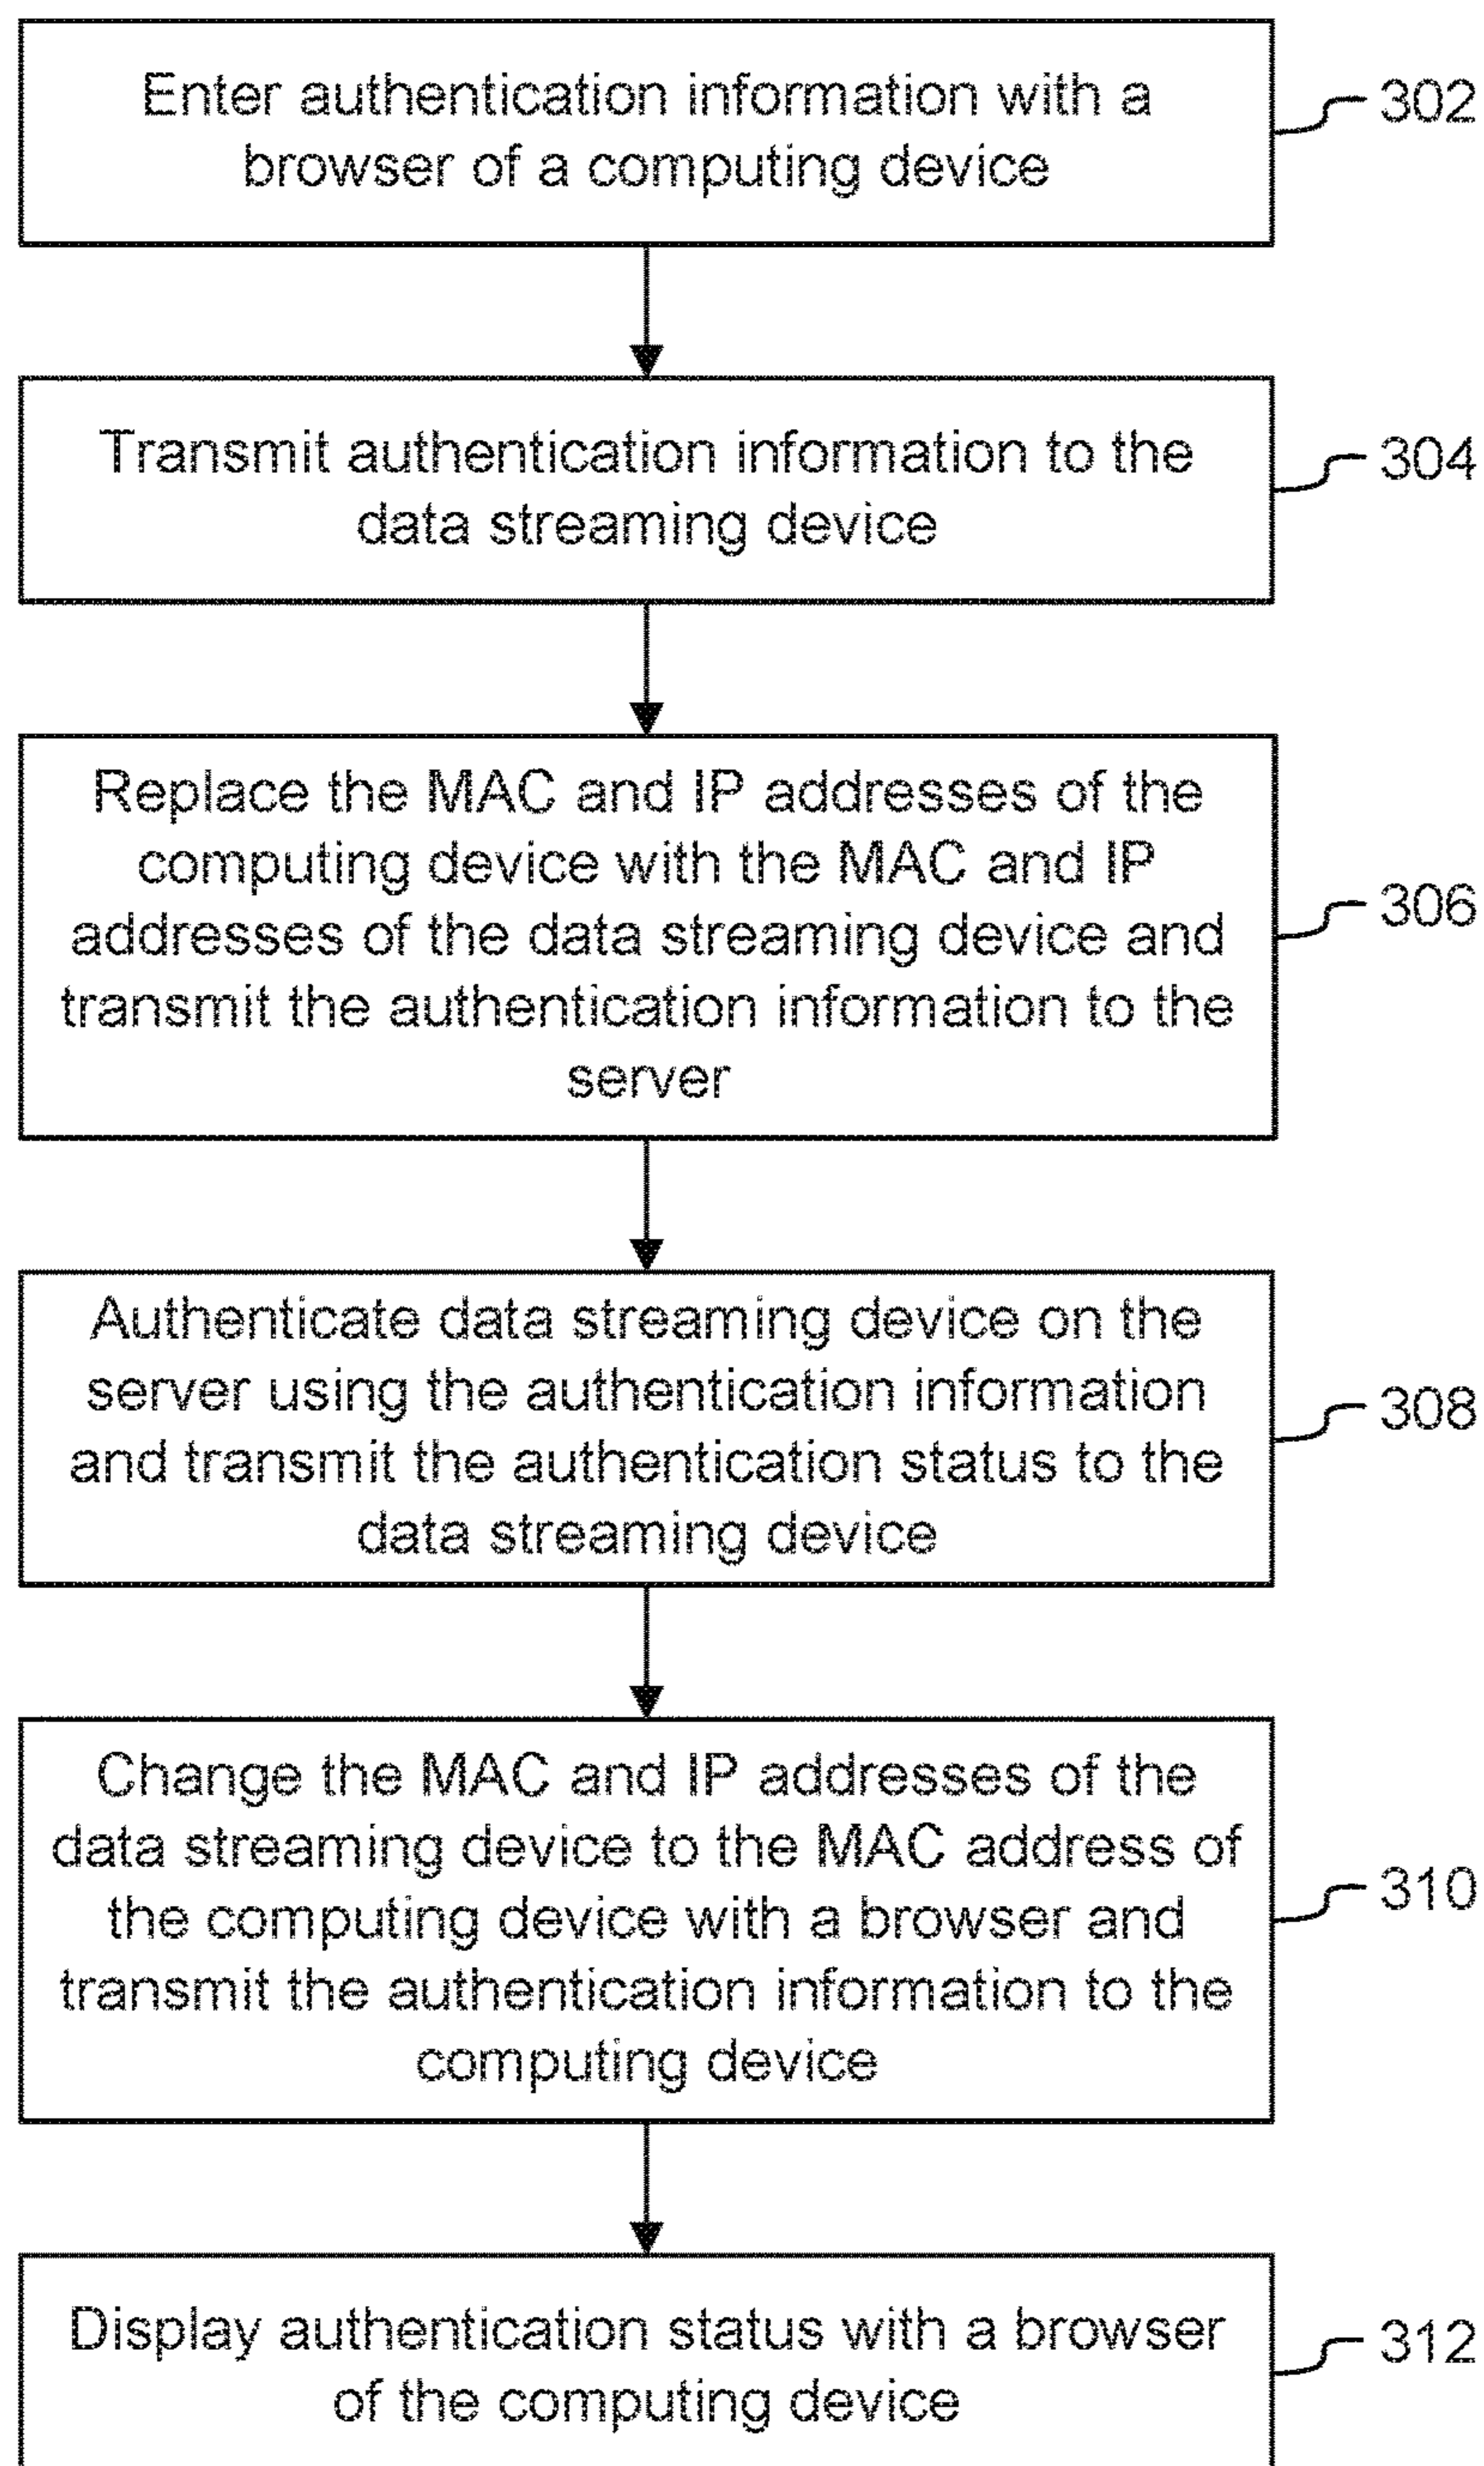 Enter authentication information with a
browser of a computing device
302
Transmit authentication information to the
data streaming device
304
Replace the MAC and IP addresses of the
computing device with the MAC and IP
addresses of the data streaming device and
transmit the authentication information to the
server
306
Authenticate data streaming device on the
server using the authentication information
and transmit the authentication status to the
data streaming device
308
Change the MAC and IP addresses of the
data streaming device to the MAC address of
the computing device with a browser and
transmit the authentication information to the
computing device
310
Display authentication status with a browser
of the computing device
312